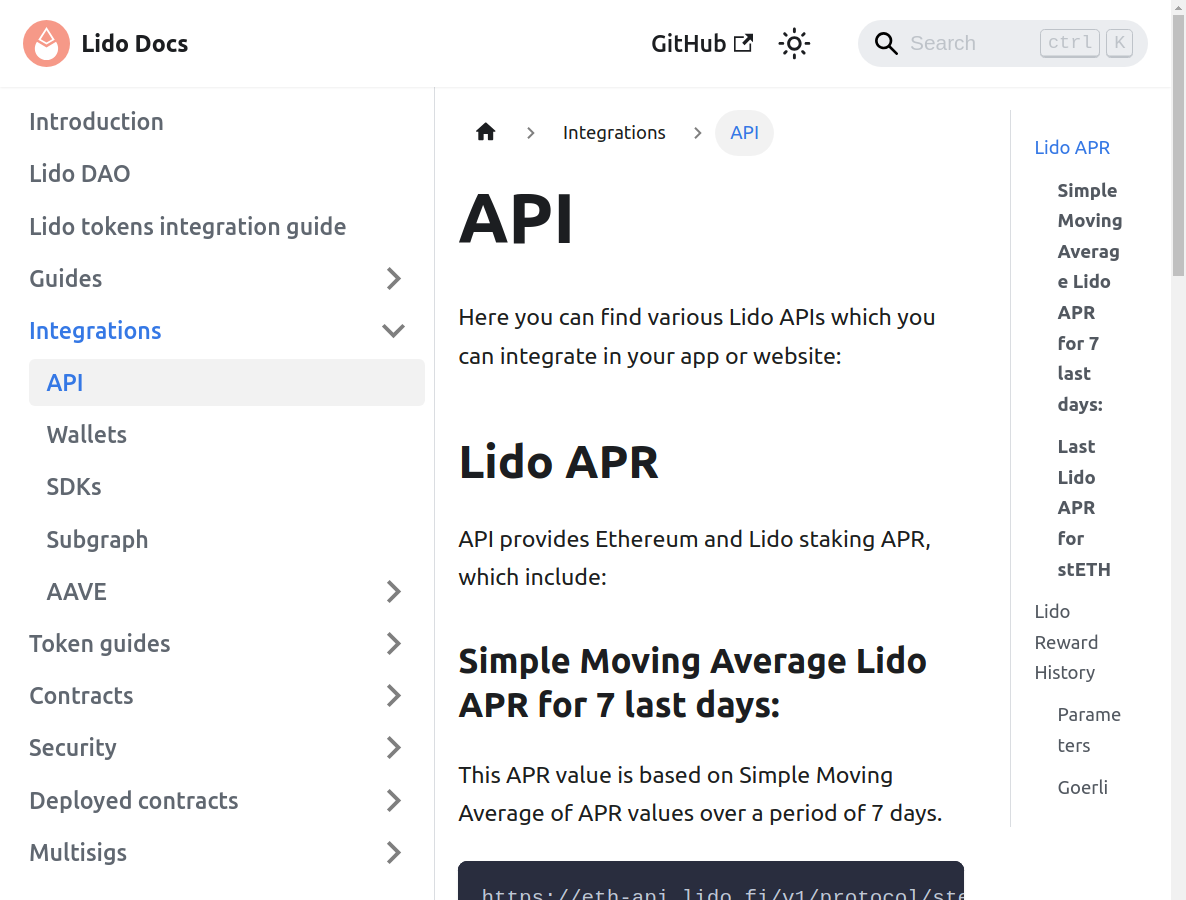 Lido Docs
GitHub
Search
ctrl K
Introduction
Lido DAO
Lido tokens integration guide
Guides
Integrations
API
Wallets
SDKs
Subgraph
AAVE
Token guides
Contracts
Security
Deployed contracts
Multisigs
Integrations
API
API
Here you can find various Lido APIs which you
can integrate in your app or website:
Lido APR
API provides Ethereum and Lido staking APR,
which include:
Simple Moving Average Lido
APR for 7 last days:
This APR value is based on Simple Moving
Average of APR values over a period of 7 days.
https://eth-api.lido.fi/v1/protocol/ste
Lido APR
Simple
Moving
Averag
e Lido
APR
for 7
last
days:
Last
Lido
APR
for
stETH
Lido
Reward
History
Parame
ters
Goerli